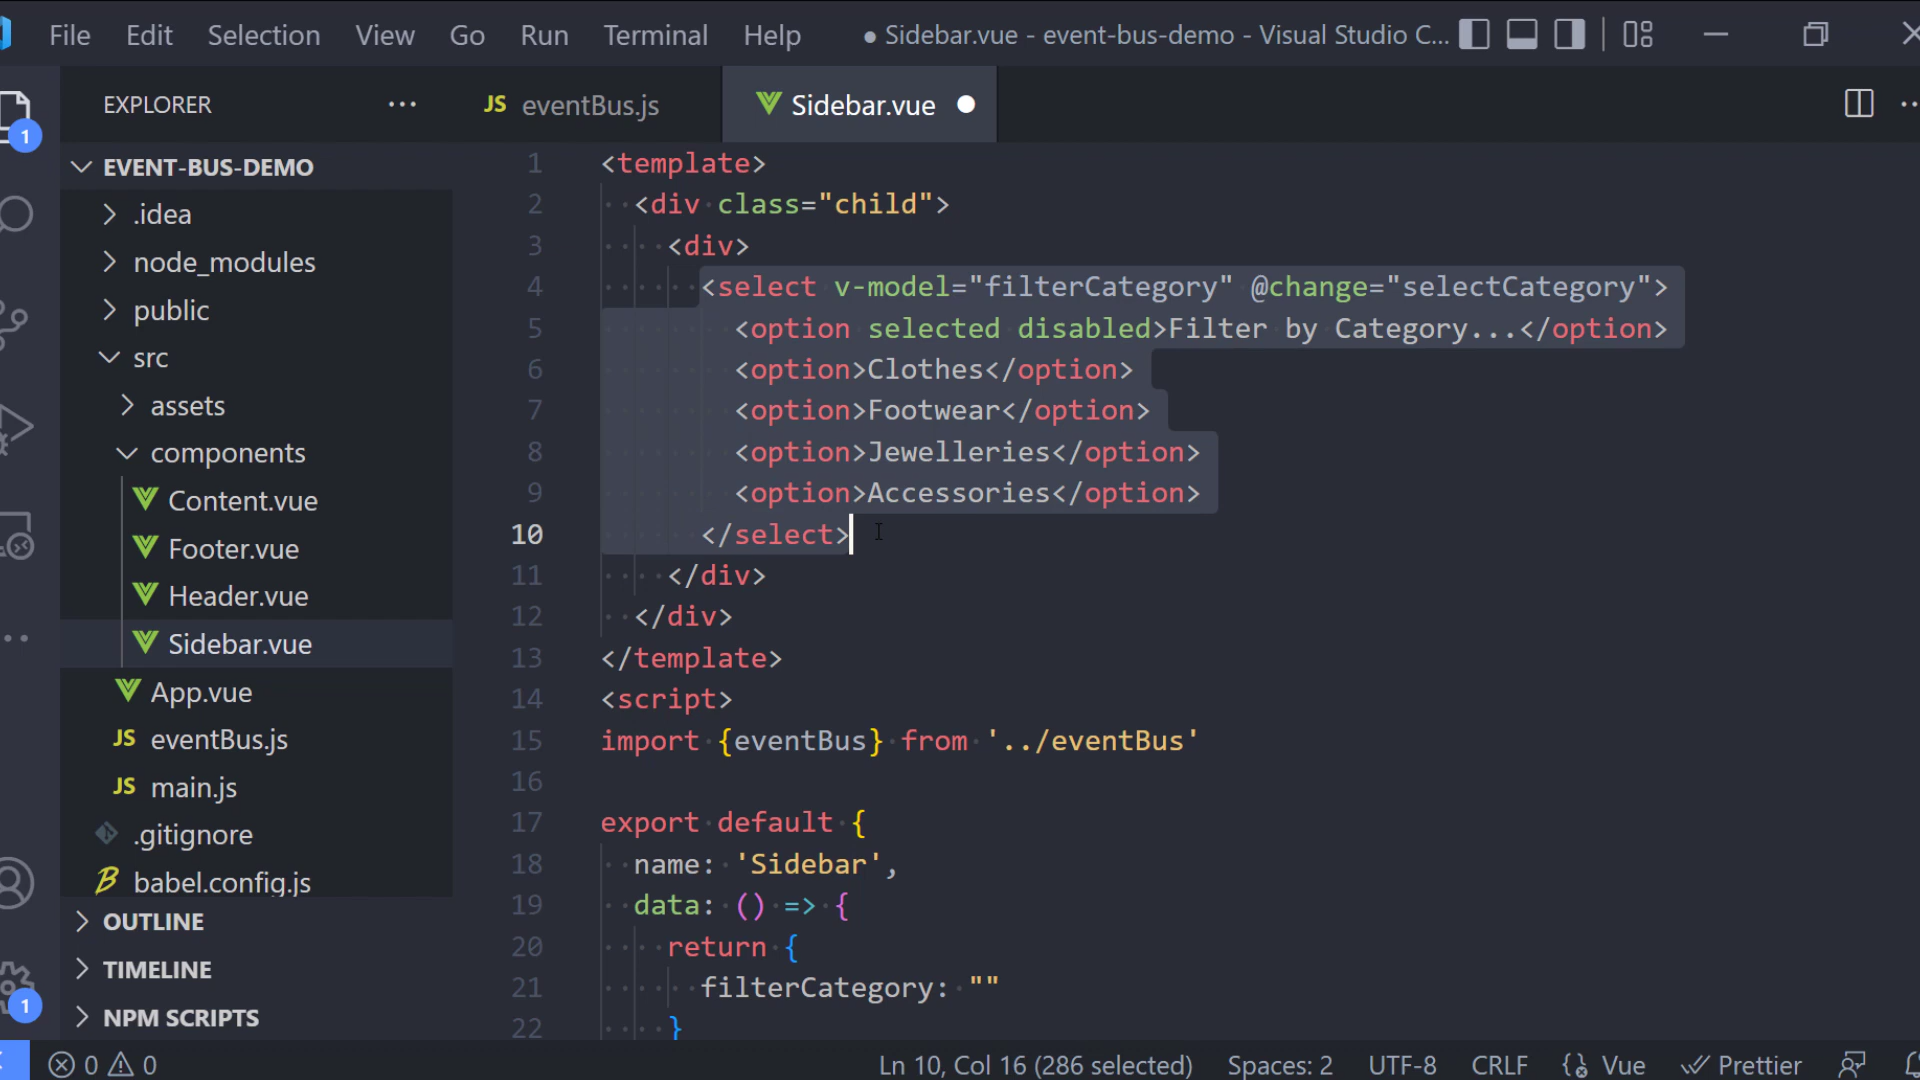 File Edit Selection View Go Run Terminal Help ● Sidebar.vue - event-bus-demo - Visual Studio C...
EXPLORER ···
JS eventBus.js
Sidebar.vue
1
EVENT-BUS-DEMO
.idea
node_modules
public
src
assets
components
Content.vue
Footer.vue
Header.vue
Sidebar.vue
App.vue
JS eventBus.js
JS main.js
.gitignore
babel.config.js
OUTLINE
TIMELINE
NPM SCRIPTS
1
1 <template>
2 <div class="child">
3 <div>
4 <select v-model="filterCategory" @change="selectCategory">
5 <option selected disabled>Filter by Category...</option>
6 <option>Clothes</option>
7 <option>Footwear</option>
8 <option>Jewelleries</option>
9 <option>Accessories</option>
10 </select>
11 </div>
12 </div>
13 </template>
14 <script>
15 import {eventBus} from '../eventBus'
16
17 export default {
18 name: 'Sidebar',
19 data: () => {
20 return {
21 filterCategory: ""
22 }
0 0 Ln 10, Col 16 (286 selected) Spaces: 2 UTF-8 CRLF Vue Prettier